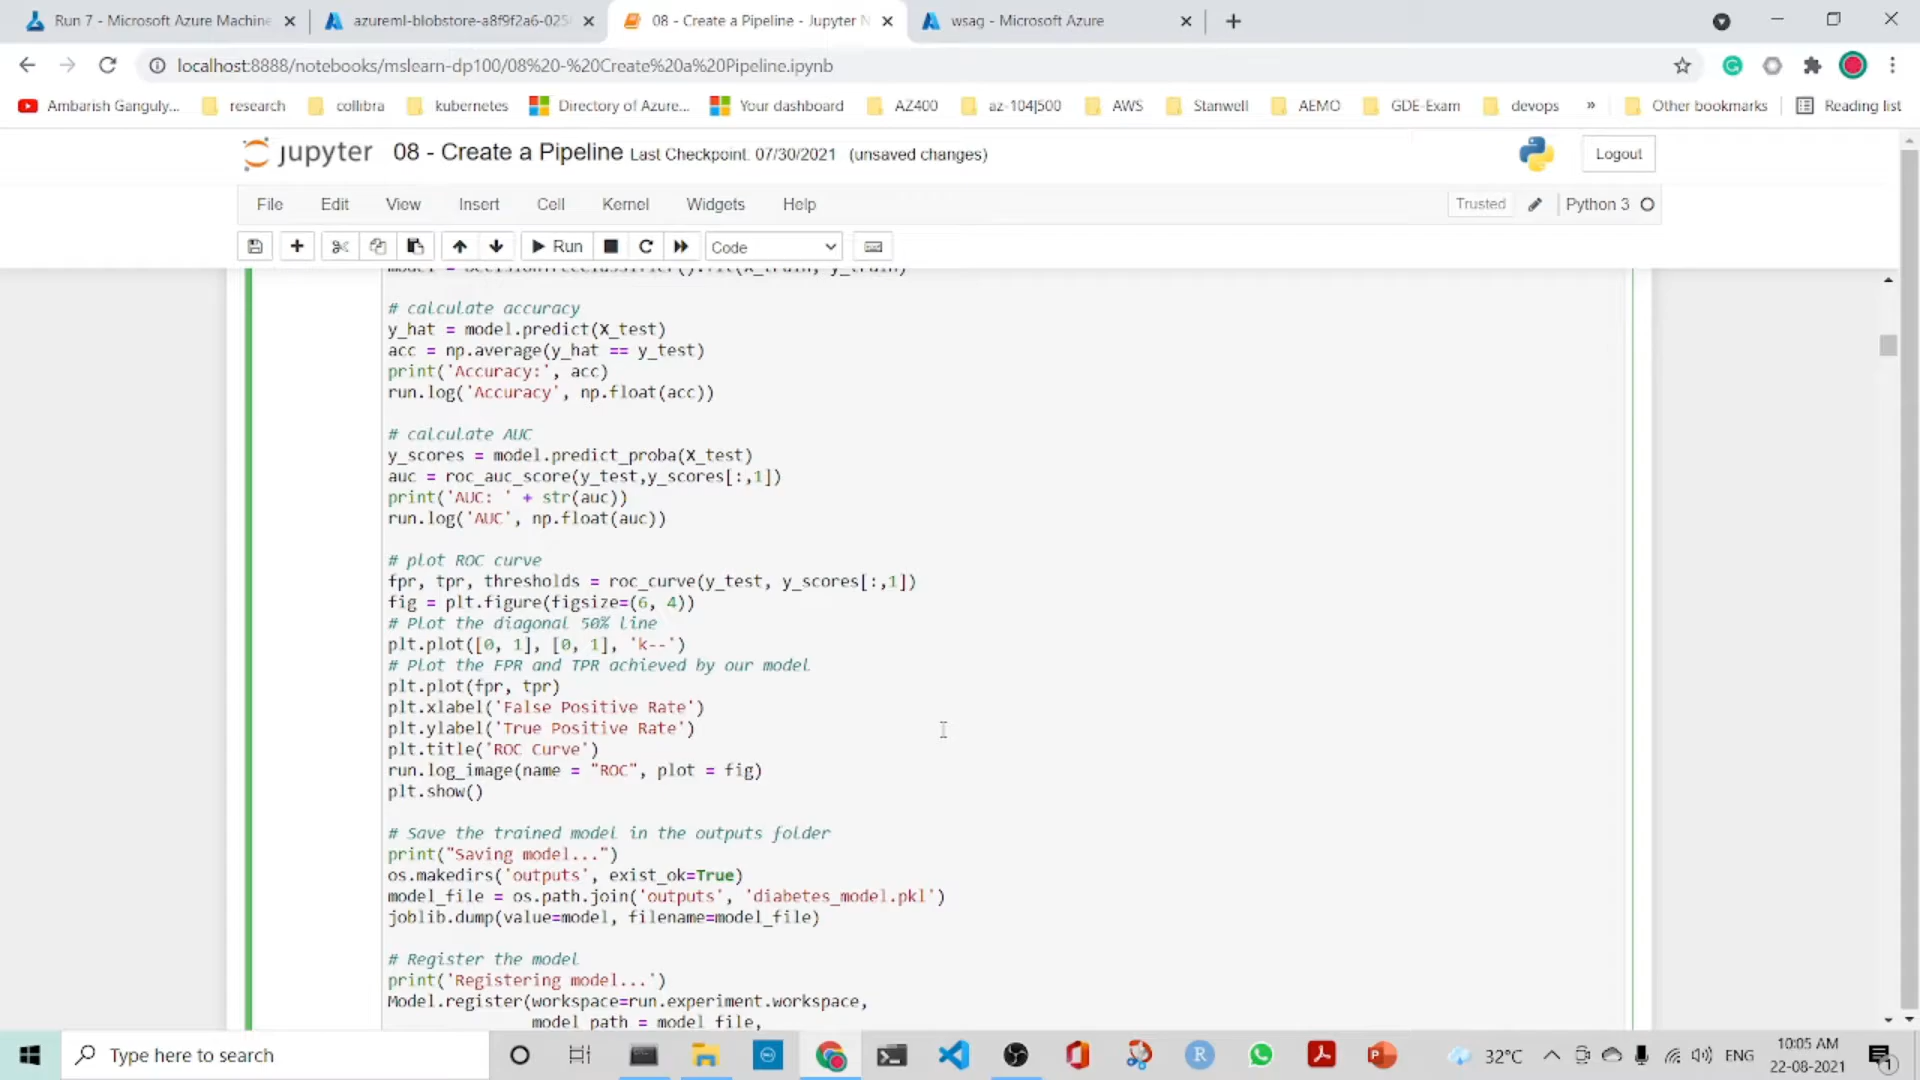 Run 7 - Microsoft Azure Machine
azureml-blobstore-a8f9f2a6-025
08 - Create a Pipeline - Jupyter N
wsag - Microsoft Azure
localhost:8888/notebooks/mslearn-dp100/08%20-%20Create%20a%20Pipeline.ipynb
Ambarish Ganguly... research collibra kubernetes Directory of Azure... Your dashboard AZ400 az-104|500 AWS Stanwell AEMO GDE-Exam devops » Other bookmarks Reading list
jupyter 08 - Create a Pipeline Last Checkpoint: 07/30/2021 (unsaved changes) Logout
File Edit View Insert Cell Kernel Widgets Help Trusted Python 3
Run Code
# calculate accuracy
y_hat = model.predict(X_test)
acc = np.average(y_hat == y_test)
print('Accuracy:', acc)
run.log('Accuracy', np.float(acc))
# calculate AUC
y_scores = model.predict_proba(X_test)
auc = roc_auc_score(y_test,y_scores[:,1])
print('AUC: ' + str(auc))
run.log('AUC', np.float(auc))
# plot ROC curve
fpr, tpr, thresholds = roc_curve(y_test, y_scores[:,1])
fig = plt.figure(figsize=(6, 4))
# Plot the diagonal 50% line
plt.plot([0, 1], [0, 1], 'k--')
# Plot the FPR and TPR achieved by our model
plt.plot(fpr, tpr)
plt.xlabel('False Positive Rate')
plt.ylabel('True Positive Rate')
plt.title('ROC Curve')
run.log_image(name = "ROC", plot = fig)
plt.show()
# Save the trained model in the outputs folder
print("Saving model...")
os.makedirs('outputs', exist_ok=True)
model_file = os.path.join('outputs', 'diabetes_model.pkl')
joblib.dump(value=model, filename=model_file)
# Register the model
print('Registering model...')
Model.register(workspace=run.experiment.workspace,
model_path = model_file,
Type here to search
32°C ENG
10:05 AM
22-08-2021
1